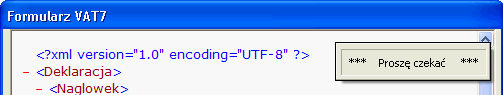 Formularz VAT7
<?xml version="1.0" encoding="UTF-8" ?>
*** Proszę czekać ***
– <Deklaracja>
– <Naglowek>